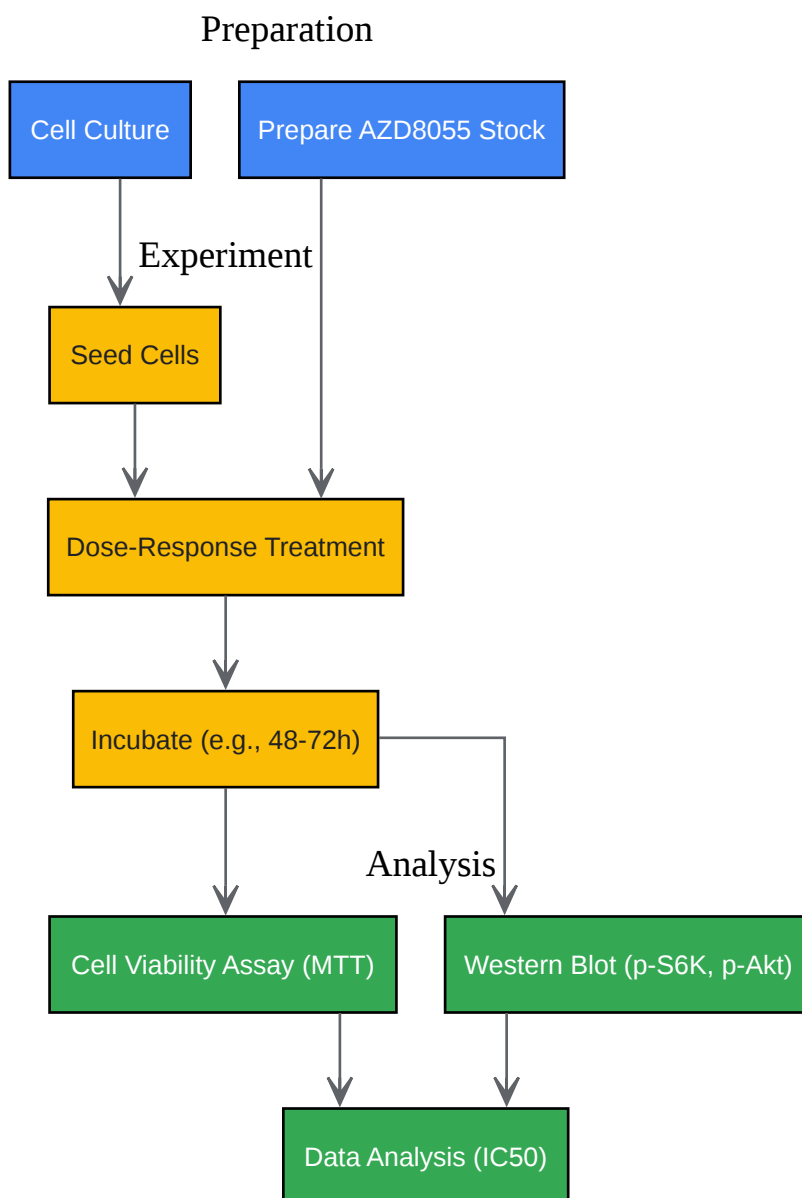 Preparation
Cell Culture
Prepare AZD8055 Stock
Experiment
Seed Cells
Dose-Response Treatment
Incubate (e.g., 48-72h)
Analysis
Cell Viability Assay (MTT)
Western Blot (p-S6K, p-Akt)
Data Analysis (IC50)